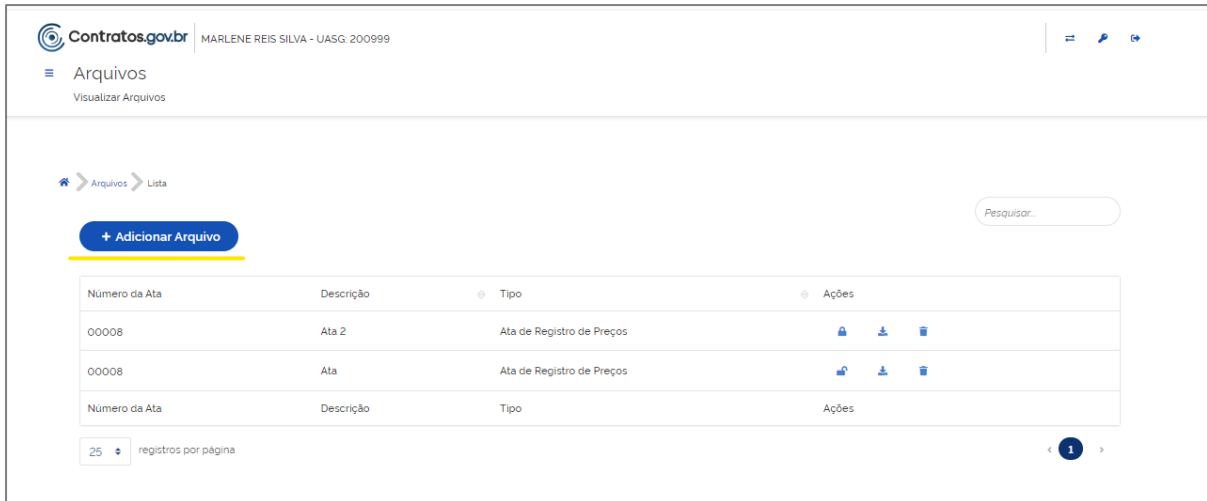 Contratos.gov.br MARLENE REIS SILVA - UASG: 200999
Arquivos
Visualizar Arquivos
Arquivos Lista
Pesquisar...
+ Adicionar Arquivo
Número da Ata Descrição Tipo Ações
00008 Ata 2 Ata de Registro de Preços
00008 Ata Ata de Registro de Preços
Número da Ata Descrição Tipo Ações
25 registros por página < 1 >